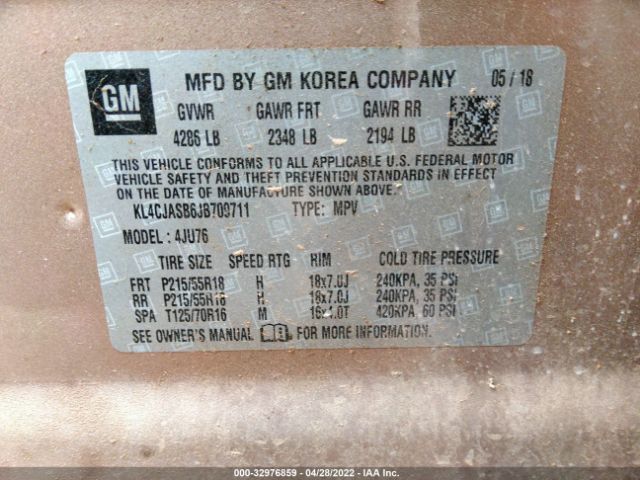 GM
MFD BY GM KOREA COMPANY 05/18
GVWR GAWR FRT GAWR RR
4286 LB 2348 LB 2194 LB
THIS VEHICLE CONFORMS TO ALL APPLICABLE U.S. FEDERAL MOTOR
VEHICLE SAFETY AND THEFT PREVENTION STANDARDS IN EFFECT
ON THE DATE OF MANUFACTURE SHOWN ABOVE.
KL4CJASB6JB709711 TYPE: MPV
MODEL: 4JU76
TIRE SIZE SPEED RTG RIM COLD TIRE PRESSURE
FRT P215/55R18 H 18x7.0J 240KPA, 35 PSI
RR P215/55R18 H 18x7.0J 240KPA, 35 PSI
SPA T125/70R16 M 16x4.0T 420KPA, 60 PSI
SEE OWNER'S MANUAL FOR MORE INFORMATION
000-32976859 - 04/28/2022 - IAA Inc.